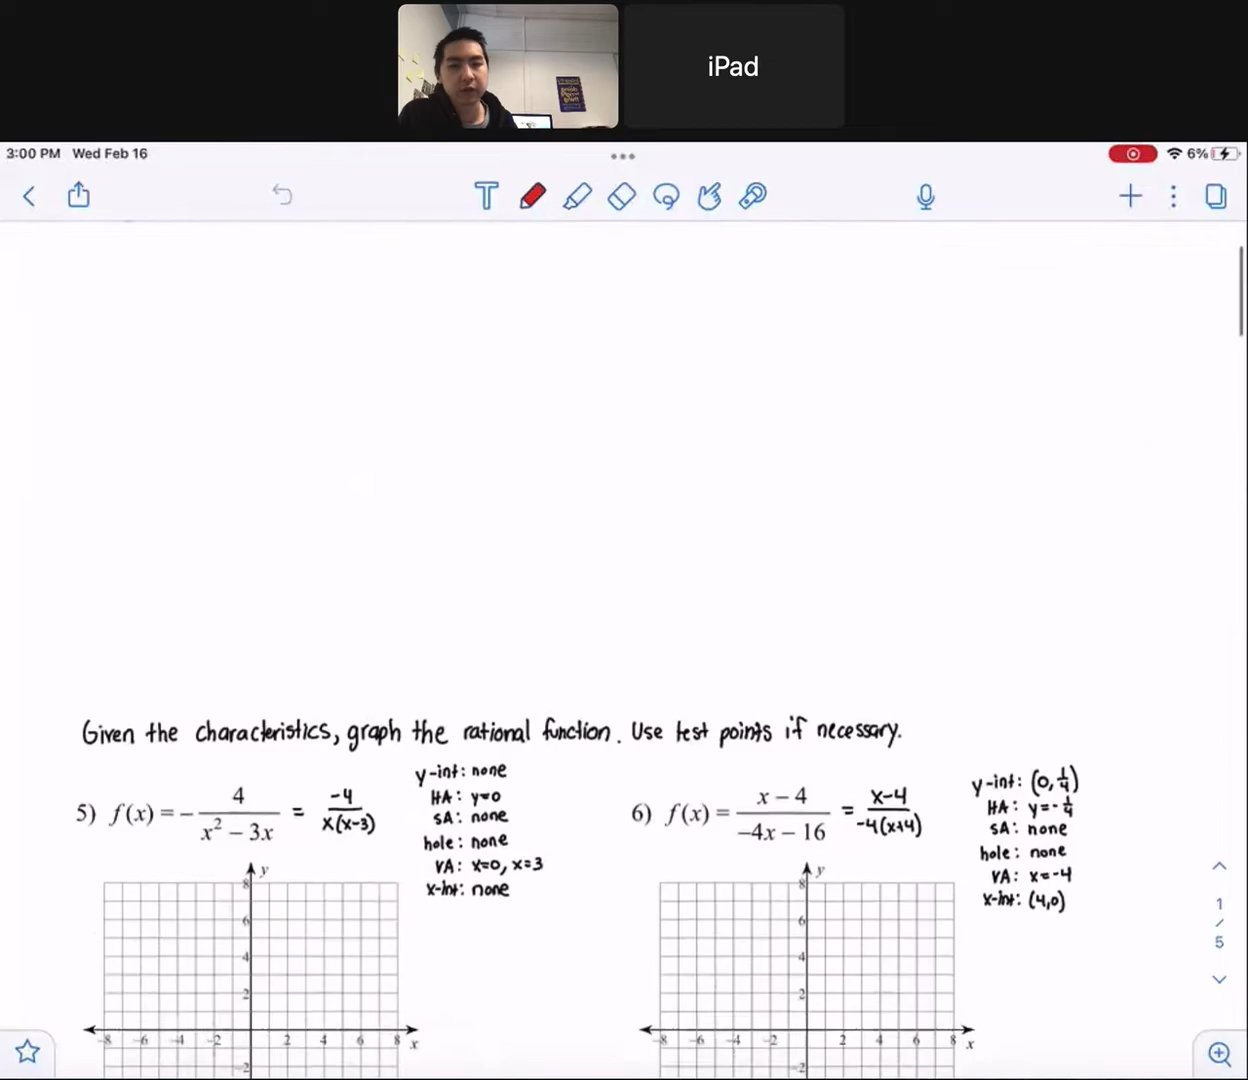 iPad
3:00 PM Wed Feb 16
6%
T
Given the characteristics, graph the rational function. Use test points if necessary.
5) f(x) = - 4 / (x² - 3x) = -4 / x(x-3)
y-int: none
HA: y=0
SA: none
hole: none
VA: x=0, x=3
x-int: none
6) f(x) = (x - 4) / (-4x - 16) = x-4 / -4(x+4)
y-int: (0, 1/4)
HA: y=-1/4
SA: none
hole: none
VA: x=-4
x-int: (4,0)
y
8
6
4
2
-8 -6 -4 -2 2 4 6 8 x
-2
y
8
6
4
2
-8 -6 -4 -2 2 4 6 8 x
-2
1
/
5